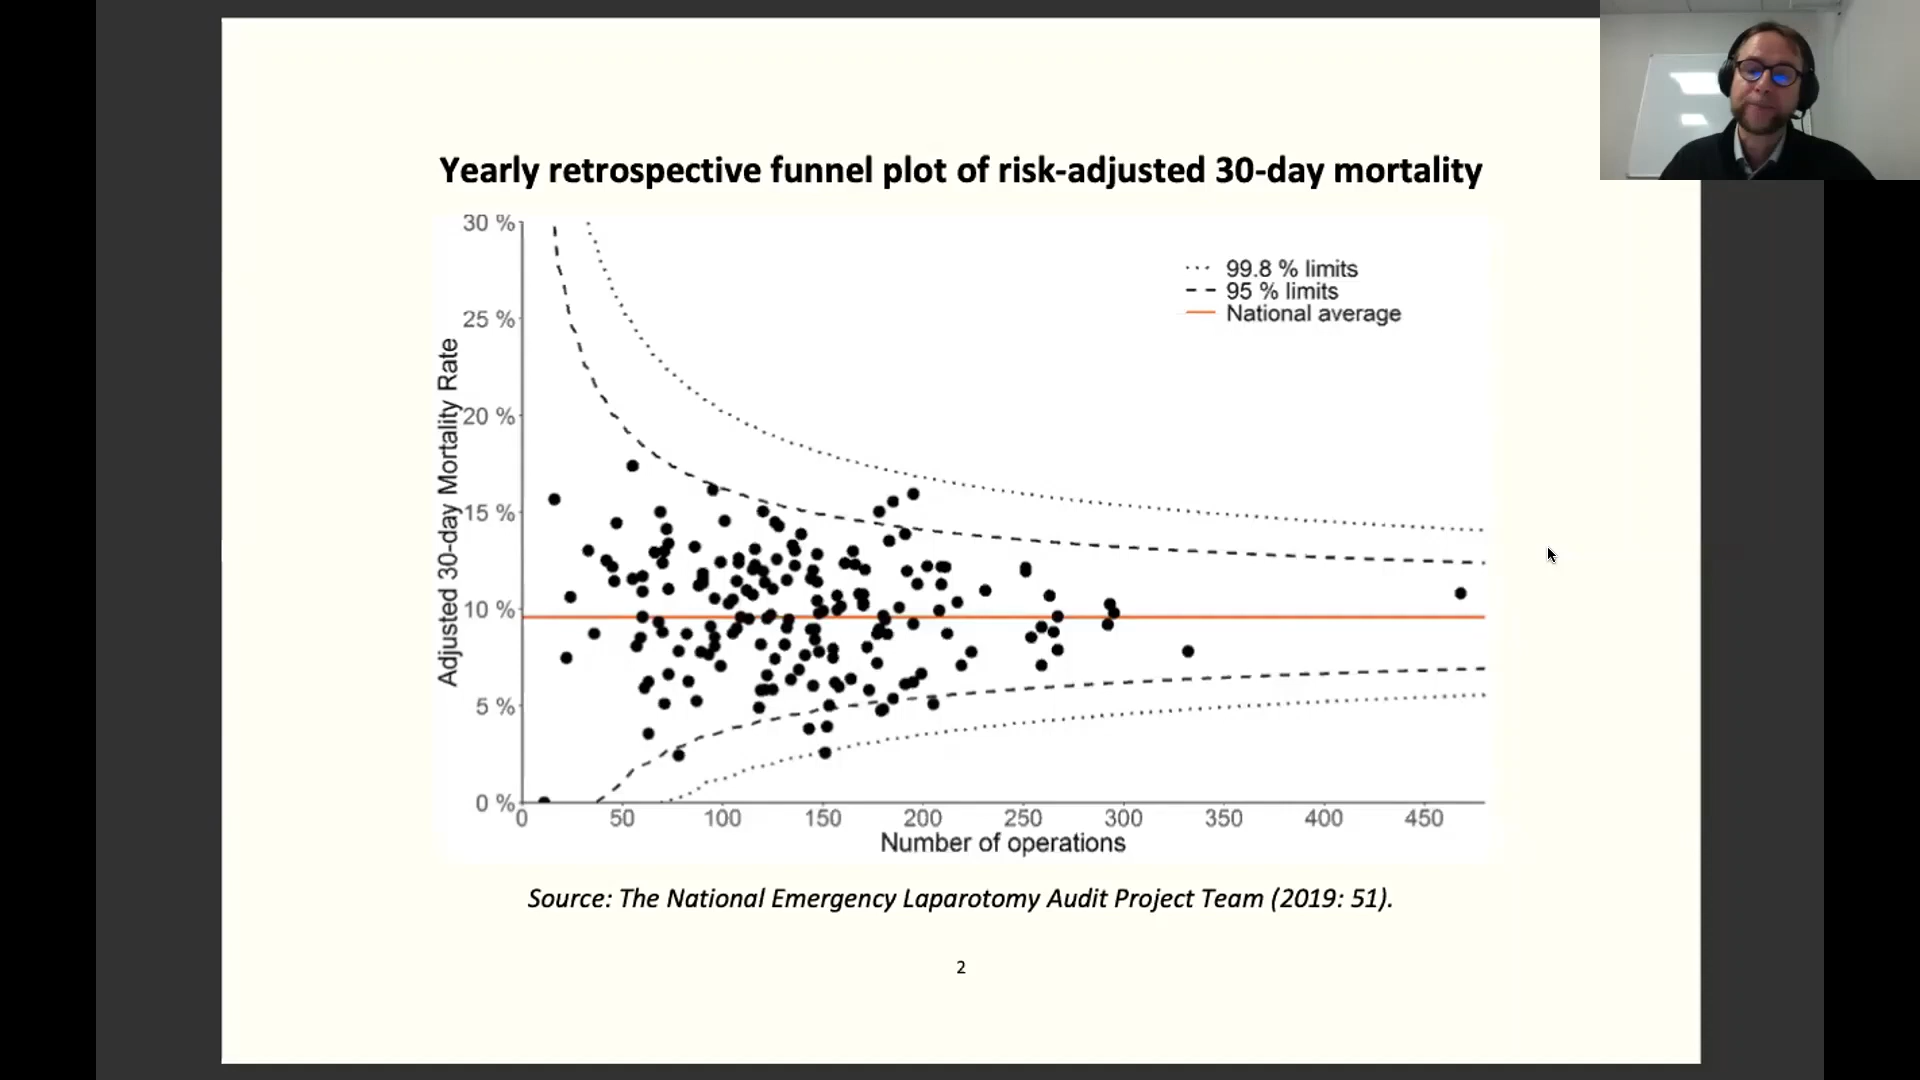 Yearly retrospective funnel plot of risk-adjusted 30-day mortality
30 %
25 %
20 %
15 %
10 %
5 %
0 %
Adjusted 30-day Mortality Rate
99.8 % limits
95 % limits
National average
0 50 100 150 200 250 300 350 400 450
Number of operations
Source: The National Emergency Laparotomy Audit Project Team (2019: 51).
2